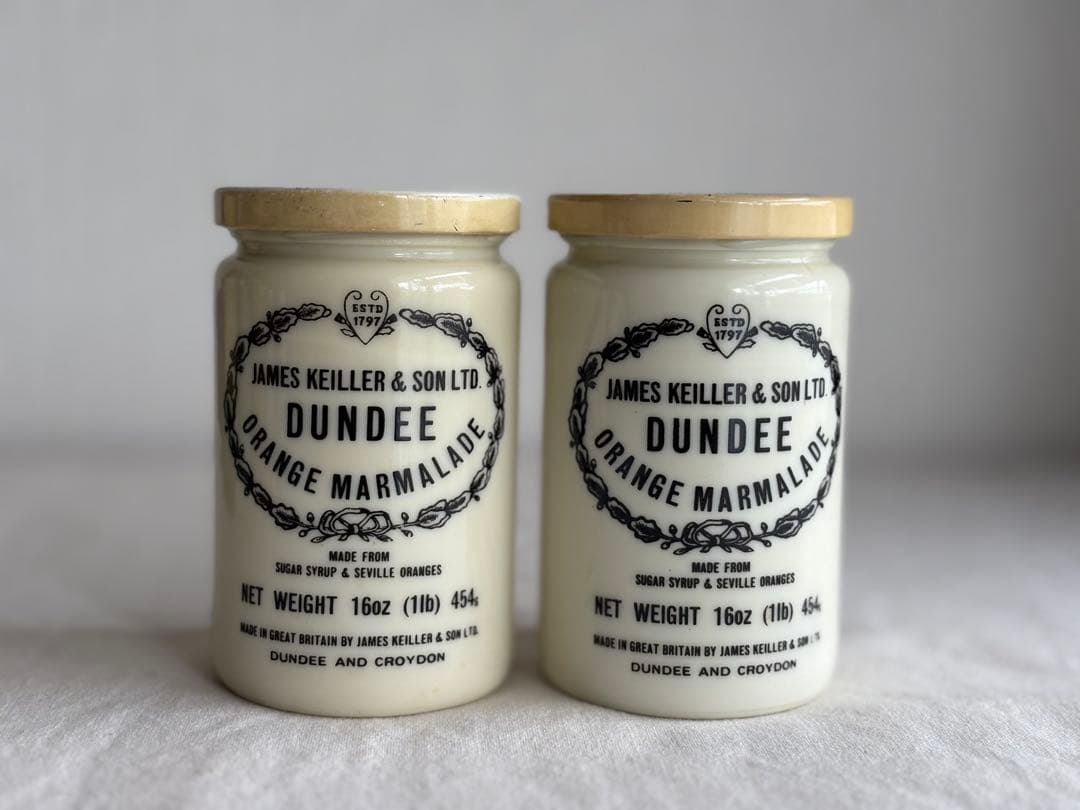 ESTD
1797
JAMES KEILLER & SON LTD.
DUNDEE
ORANGE MARMALADE
MADE FROM
SUGAR SYRUP & SEVILLE ORANGES
NET WEIGHT 16oz (1lb) 454g
MADE IN GREAT BRITAIN BY JAMES KEILLER & SON LTD.
DUNDEE AND CROYDON
ESTD
1797
JAMES KEILLER & SON LTD.
DUNDEE
ORANGE MARMALADE
MADE FROM
SUGAR SYRUP & SEVILLE ORANGES
NET WEIGHT 16oz (1lb) 454g
MADE IN GREAT BRITAIN BY JAMES KEILLER & SON LTD.
DUNDEE AND CROYDON